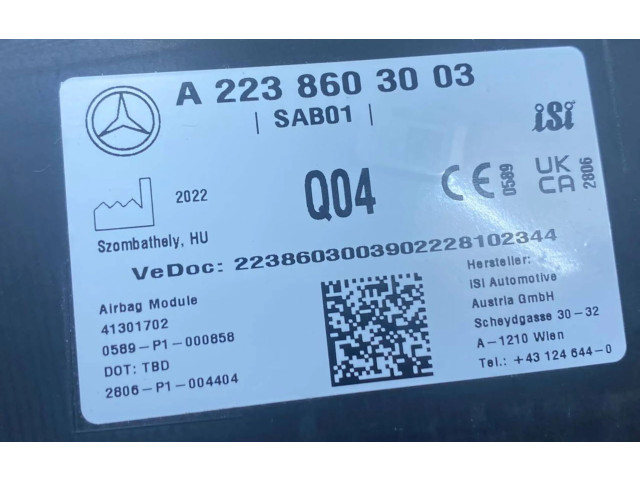 A 223 860 30 03
| SAB01 |
iSi
2022
Q04
CE 0589
UK CA 2806
Szombathely, HU
VeDoc: 2238603003902228102344
Airbag Module
41301702
0589-P1-000858
DOT: TBD
2806-P1-004404
Hersteller:
iSi Automotive
Austria GmbH
Scheydgasse 30-32
A-1210 Wien
Tel.: +43 124 644-0